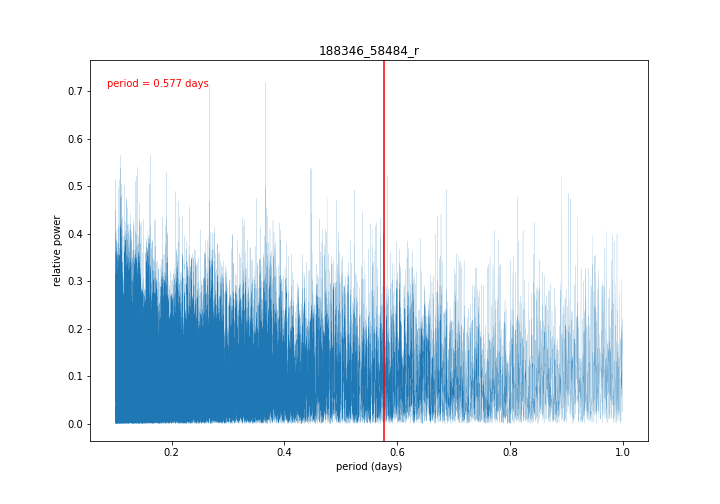 188346_58484_r
period = 0.577 days
relative power
0.7
0.6
0.5
0.4
0.3
0.2
0.1
0.0
0.2 0.4 0.6 0.8 1.0
period (days)